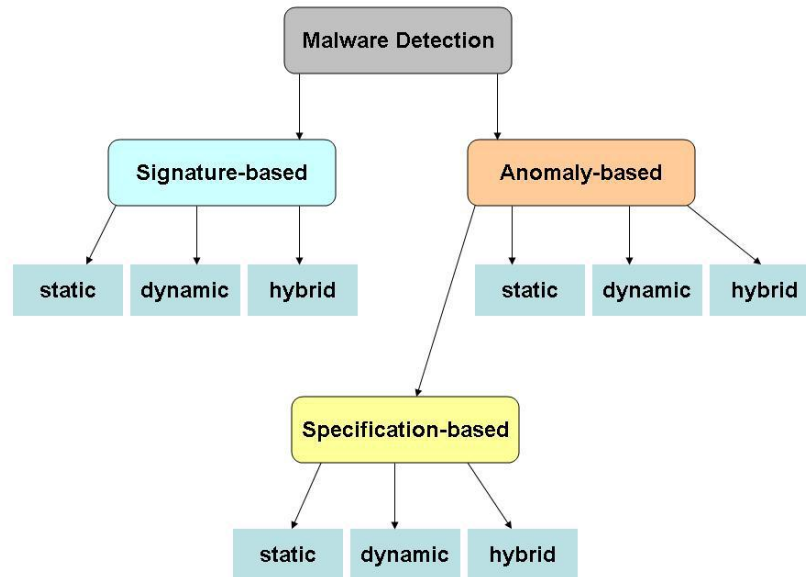 Malware Detection
Signature-based
Anomaly-based
static
dynamic
hybrid
static
dynamic
hybrid
Specification-based
static
dynamic
hybrid